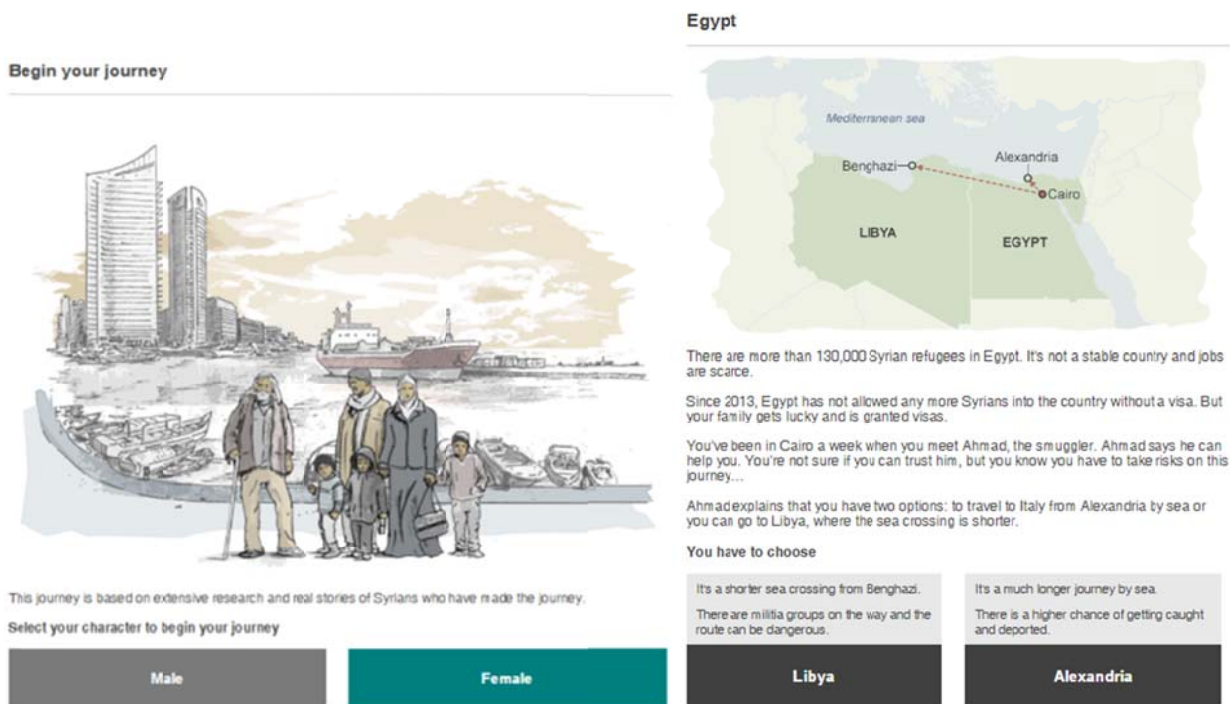 Begin your journey
This journey is based on extensive research and real stories of Syrians who have made the journey.
Select your character to begin your journey
Male
Female
Egypt
Mediterranean sea
Benghazi
Alexandria
Cairo
LIBYA
EGYPT
There are more than 130,000 Syrian refugees in Egypt. It's not a stable country and jobs
are scarce.
Since 2013, Egypt has not allowed any more Syrians into the country without a visa. But
your family gets lucky and is granted visas.
You've been in Cairo a week when you meet Ahmad, the smuggler. Ahmad says he can
help you. You're not sure if you can trust him, but you know you have to take risks on this
journey...
Ahmad explains that you have two options: to travel to Italy from Alexandria by sea or
you can go to Libya, where the sea crossing is shorter.
You have to choose
It's a shorter sea crossing from Benghazi.
There are militia groups on the way and the
route can be dangerous.
Libya
It's a much longer journey by sea.
There is a higher chance of getting caught
and deported.
Alexandria